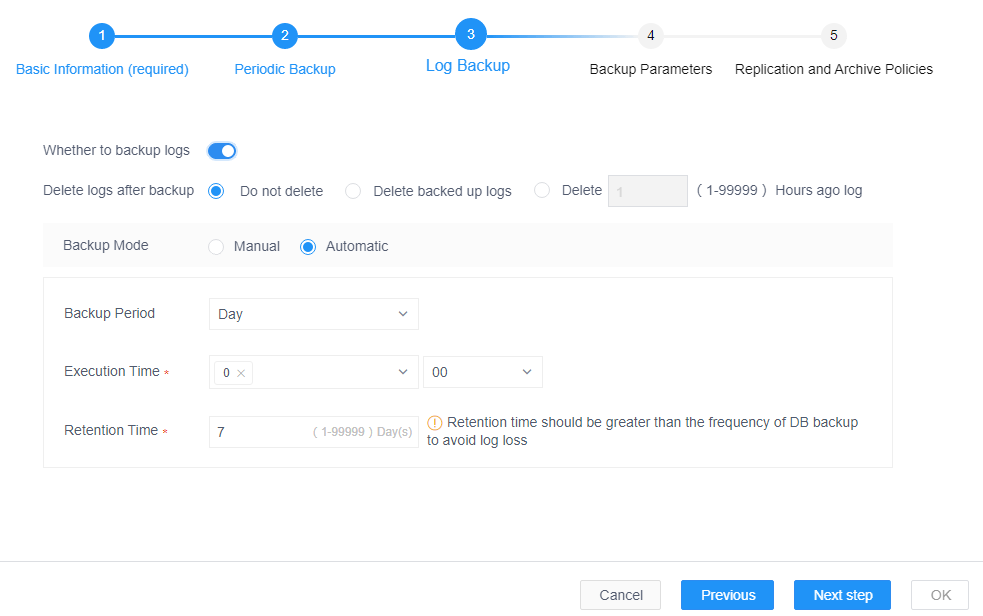 1 2 3 4 5
Basic Information (required) Periodic Backup Log Backup Backup Parameters Replication and Archive Policies
Whether to backup logs
Delete logs after backup Do not delete Delete backed up logs Delete 1 ( 1-99999 ) Hours ago log
Backup Mode Manual Automatic
Backup Period Day
Execution Time * 0 × 00
Retention Time * 7 ( 1-99999 ) Day(s) ! Retention time should be greater than the frequency of DB backup
to avoid log loss
Cancel Previous Next step OK